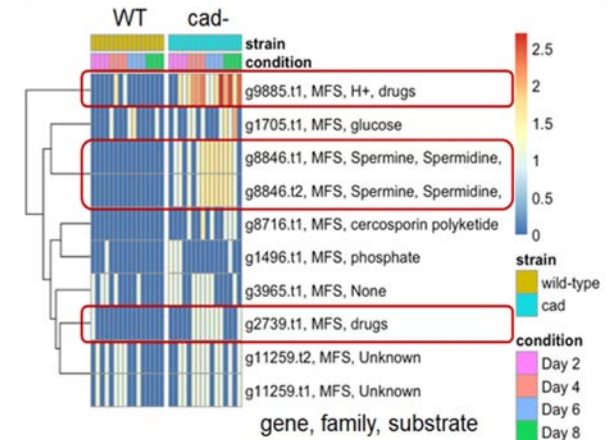 WT cad-
strain
condition
g9885.t1, MFS, H+, drugs
g1705.t1, MFS, glucose
g8846.t1, MFS, Spermine, Spermidine,
g8846.t2, MFS, Spermine, Spermidine,
g8716.t1, MFS, cercosporin polyketide
g1496.t1, MFS, phosphate
g3965.t1, MFS, None
g2739.t1, MFS, drugs
g11259.t2, MFS, Unknown
g11259.t1, MFS, Unknown
gene, family, substrate
2.5
2
1.5
1
0.5
0
strain
wild-type
cad
condition
Day 2
Day 4
Day 6
Day 8